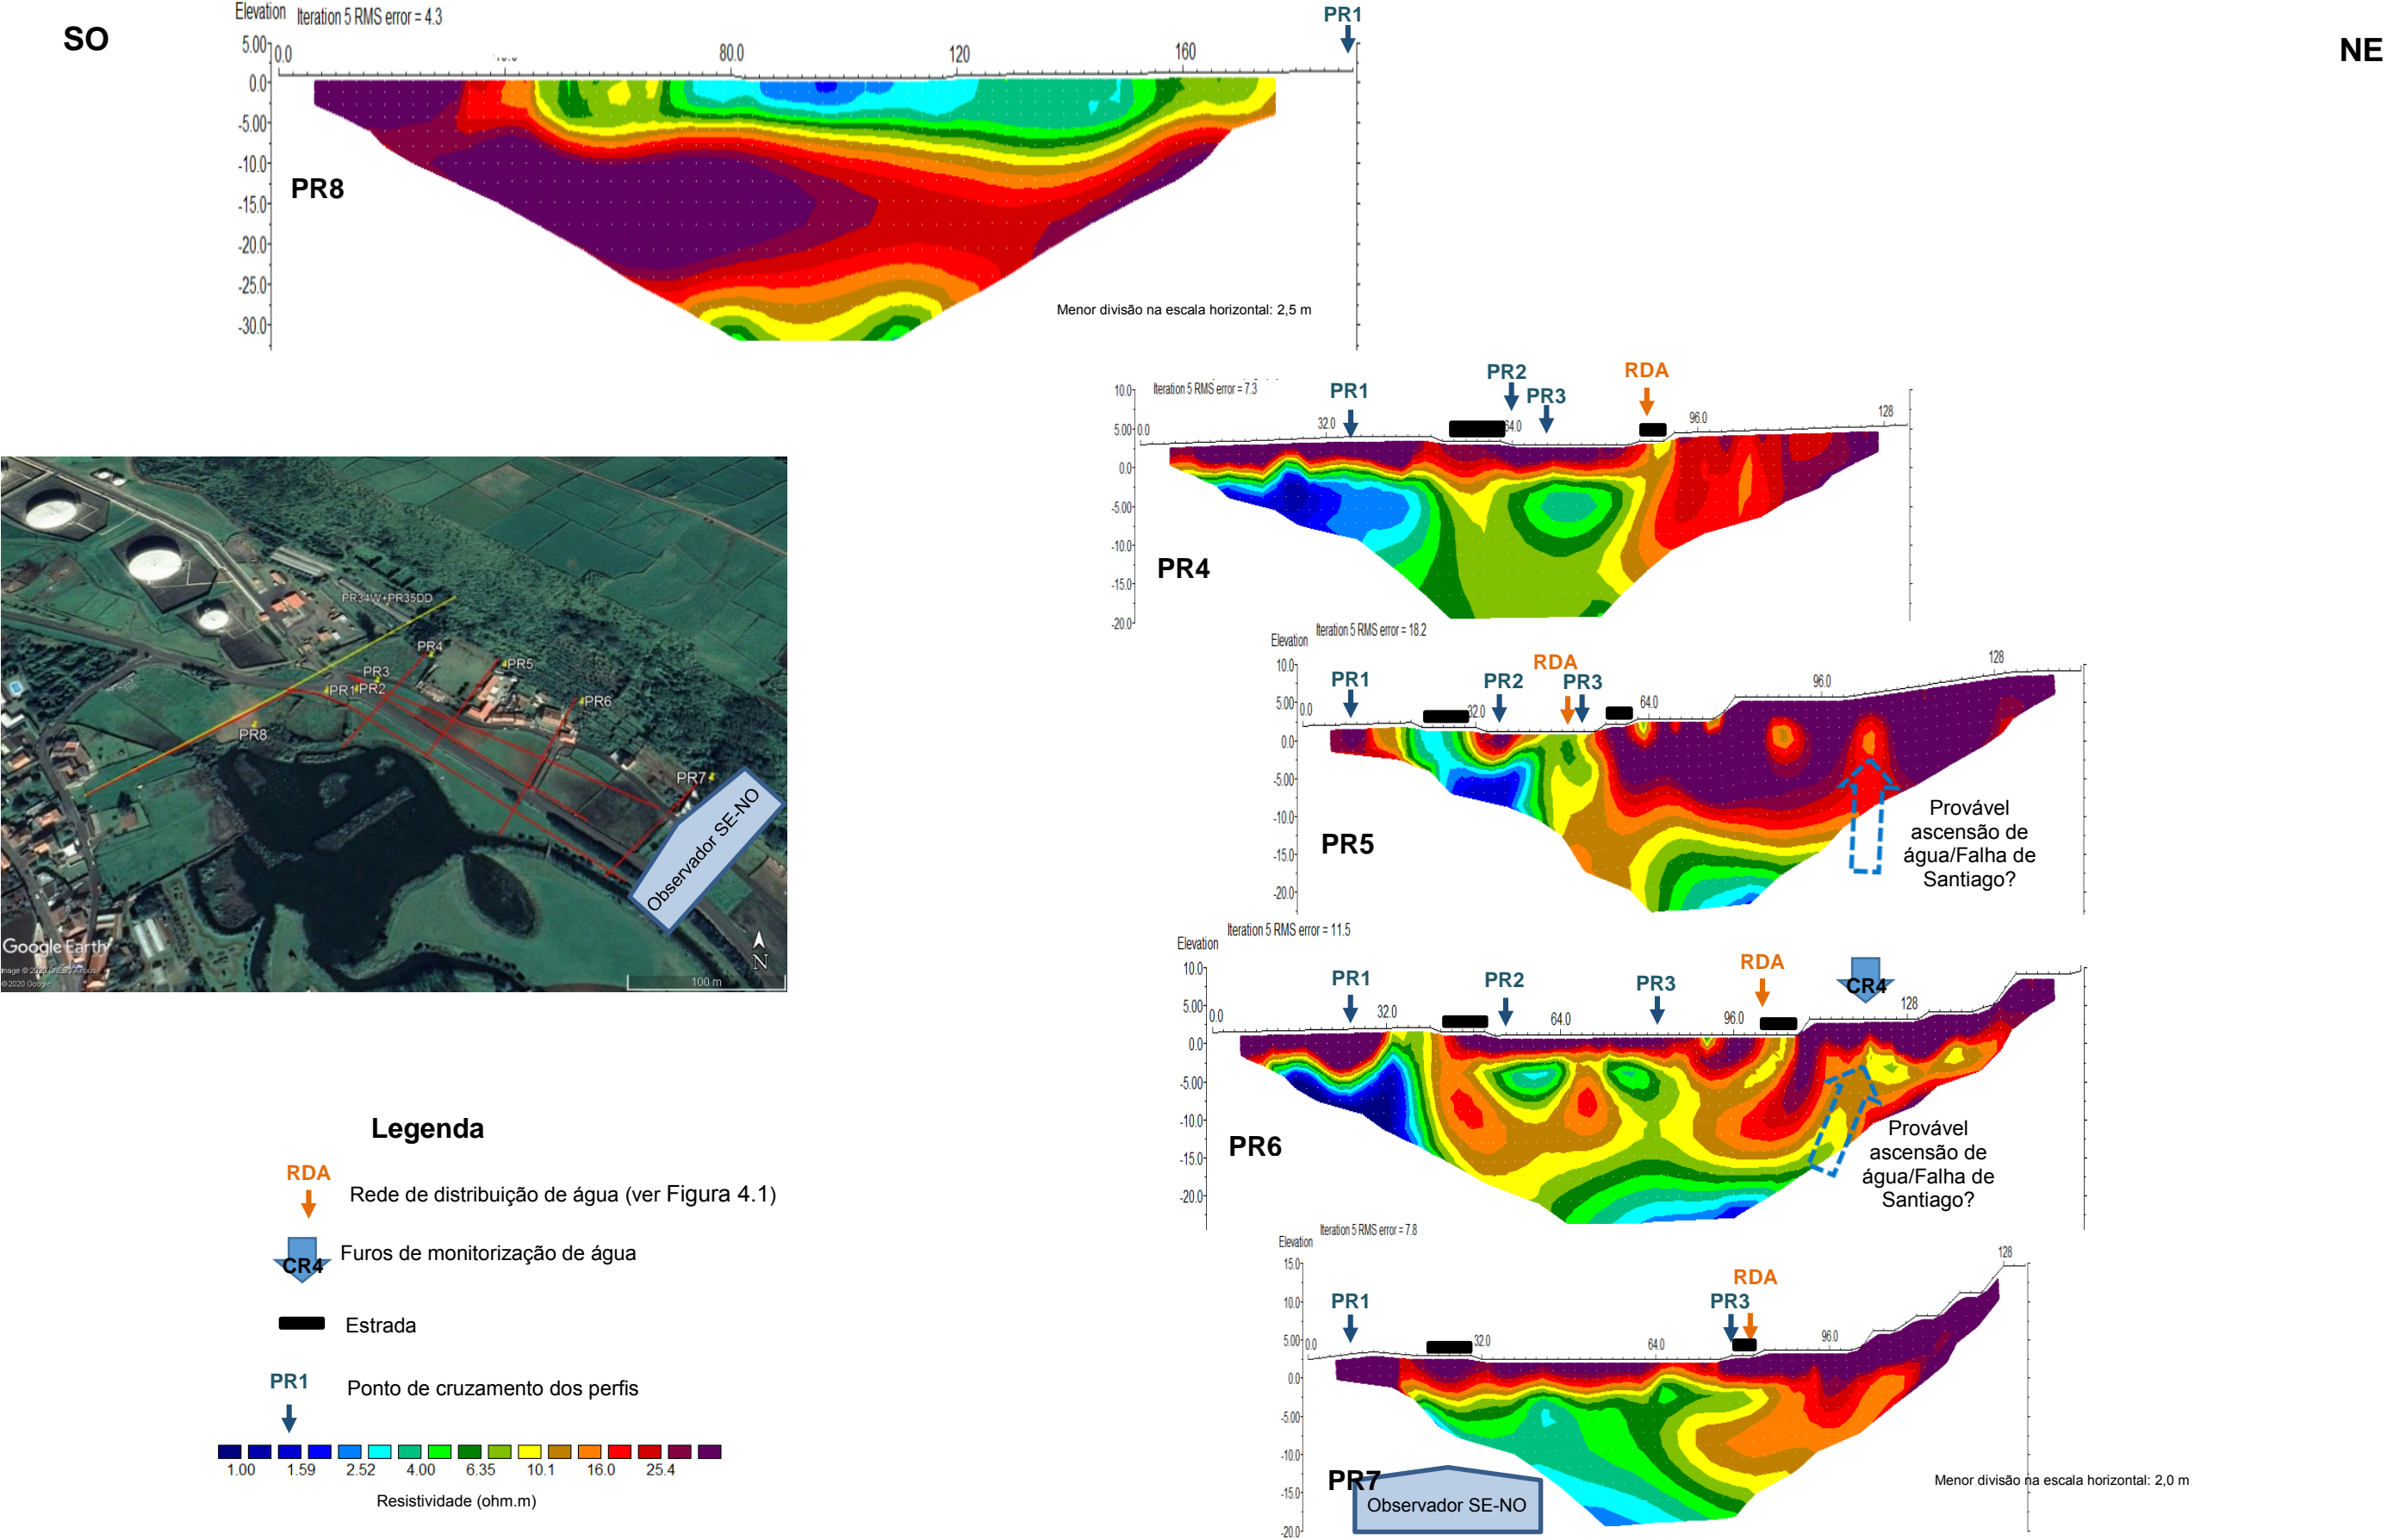 SO
NE
Elevation
Iteration 5 RMS error = 4.3
PR1
0.0
80.0
120
160
5.00
0.0
-5.00
-10.0
-15.0
-20.0
-25.0
-30.0
PR8
Menor divisão na escala horizontal: 2,5 m
Iteration 5 RMS error = 7.3
PR1
PR2
PR3
RDA
0.0
32.0
64.0
96.0
128
10.0
5.00
0.0
-5.00
-10.0
-15.0
-20.0
PR4
Elevation
Iteration 5 RMS error = 18.2
PR1
PR2
RDA
PR3
0.0
32.0
64.0
96.0
128
10.0
5.00
0.0
-5.00
-10.0
-15.0
-20.0
PR5
Provável
ascensão de
água/Falha de
Santiago?
Elevation
Iteration 5 RMS error = 11.5
PR1
PR2
PR3
RDA
CR4
0.0
32.0
64.0
96.0
128
10.0
5.00
0.0
-5.00
-10.0
-15.0
-20.0
PR6
Provável
ascensão de
água/Falha de
Santiago?
Elevation
Iteration 5 RMS error = 7.8
PR1
PR3
RDA
0.0
32.0
64.0
96.0
128
15.0
10.0
5.00
0.0
-5.00
-10.0
-15.0
-20.0
PR7
Observador SE-NO
Menor divisão na escala horizontal: 2,0 m
PR34W+PR35DD
PR4
PR5
PR3
PR1
PR2
PR6
PR8
PR7
Observador SE-NO
Google Earth
© 2020 Google
N
100 m
Legenda
RDA
Rede de distribuição de água (ver Figura 4.1)
CR4
Furos de monitorização de água
Estrada
PR1
Ponto de cruzamento dos perfis
1.00 1.59 2.52 4.00 6.35 10.1 16.0 25.4
Resistividade (ohm.m)